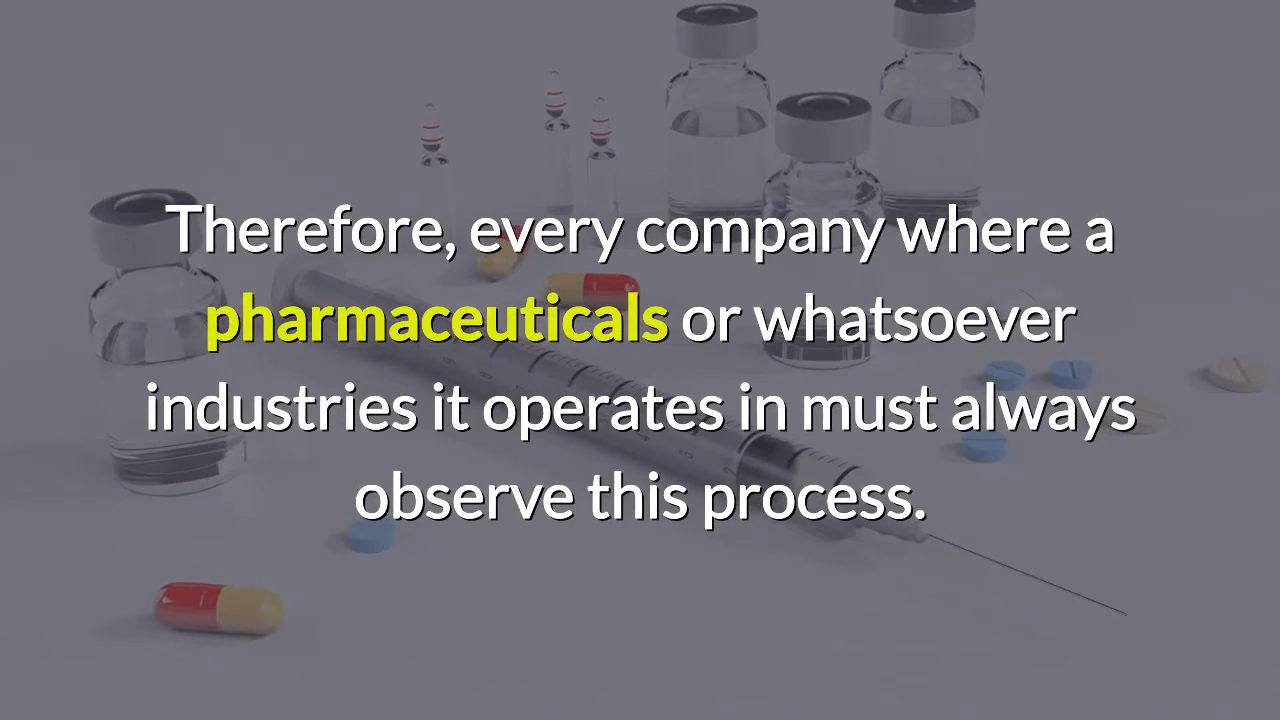 Therefore, every company where a
pharmaceuticals or whatsoever
industries it operates in must always
observe this process.